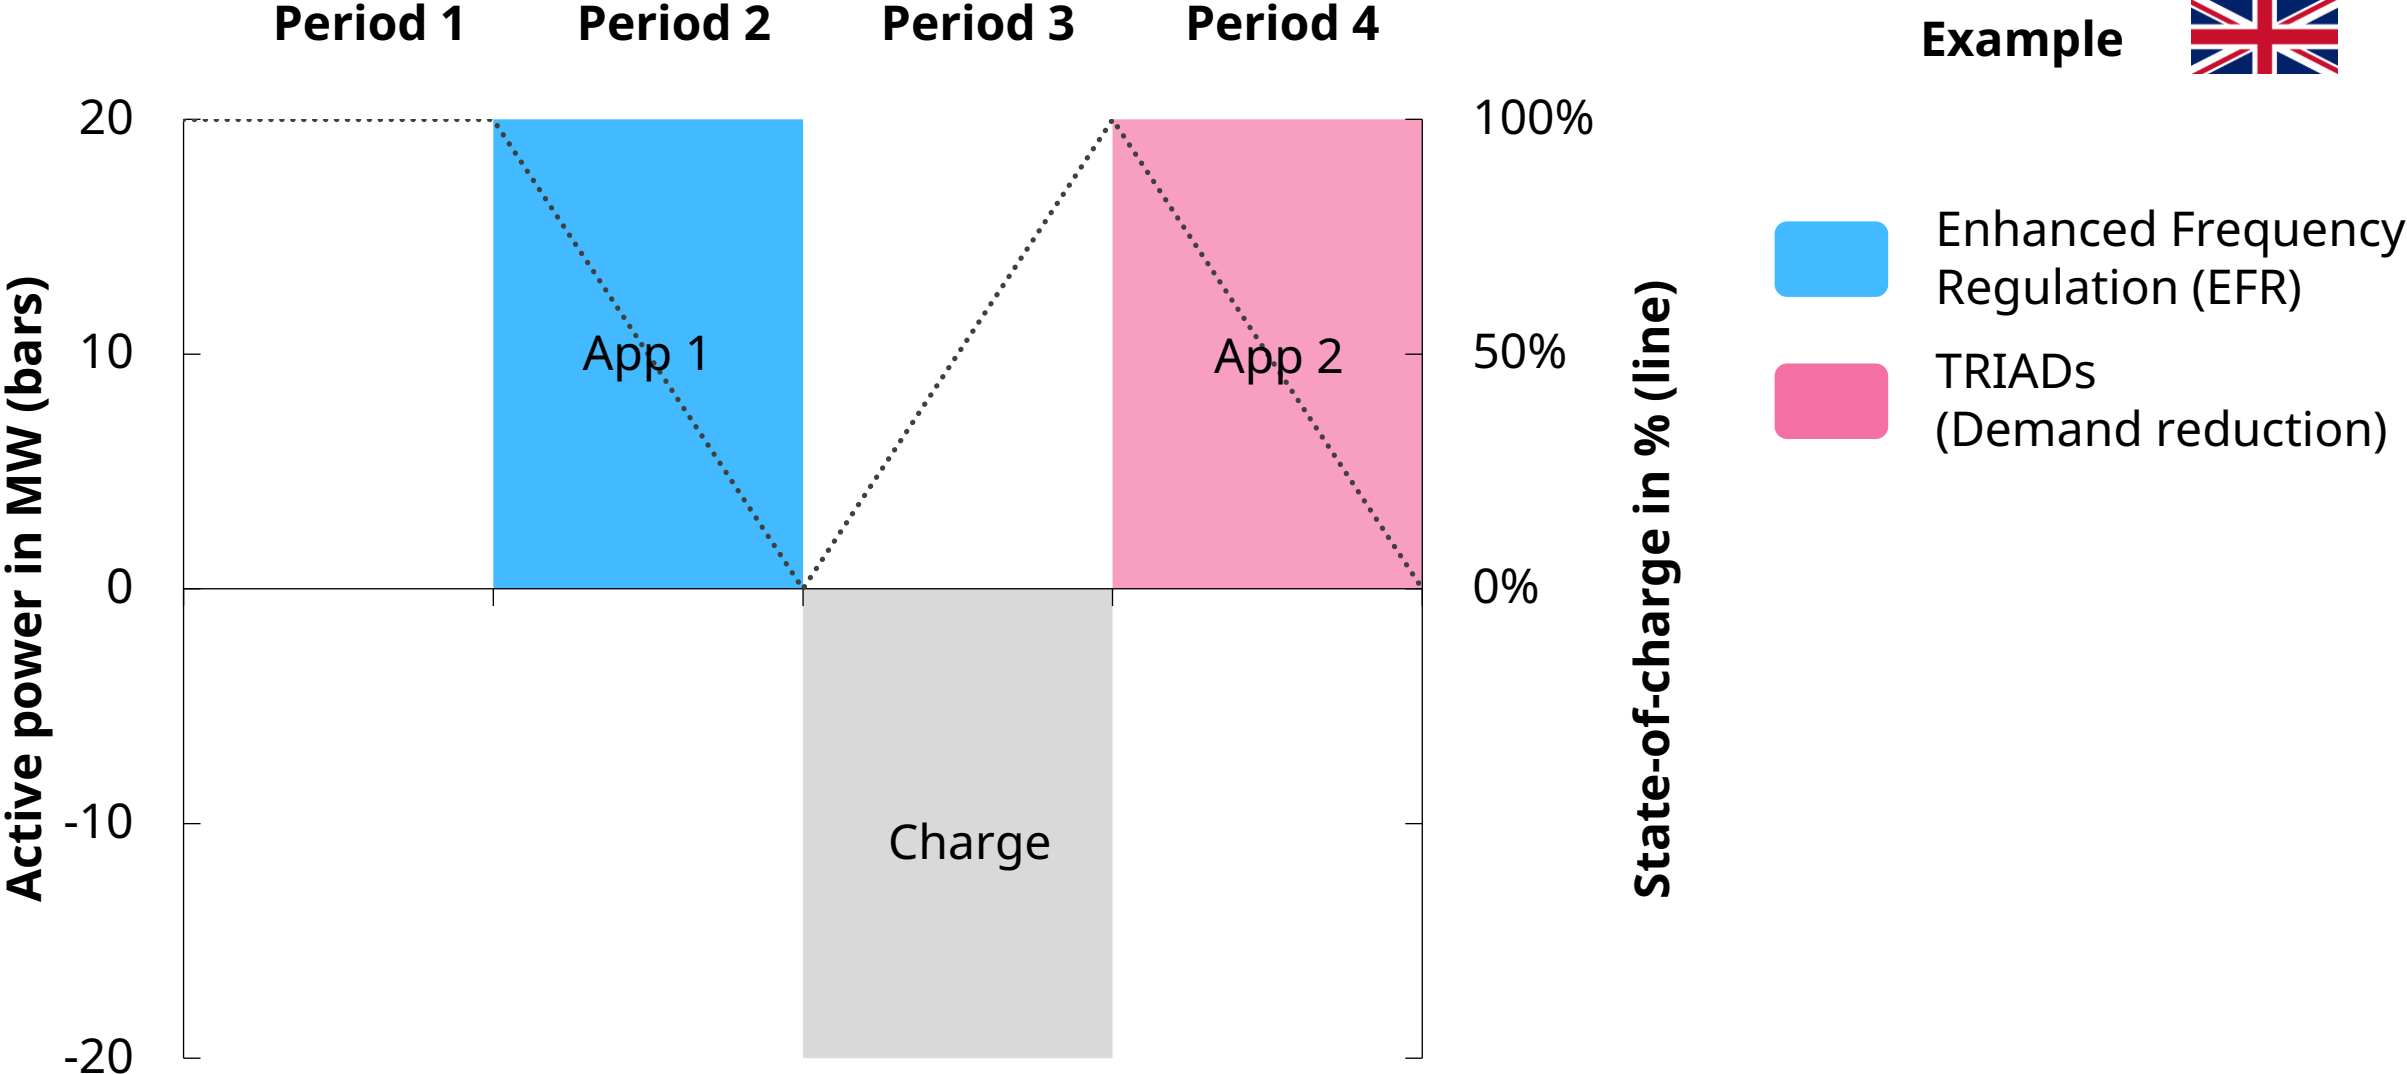 Period 1 Period 2 Period 3 Period 4
Example
20
10
0
-10
-20
Active power in MW (bars)
App 1
Charge
App 2
100%
50%
0%
State-of-charge in % (line)
Enhanced Frequency
Regulation (EFR)
TRIADs
(Demand reduction)